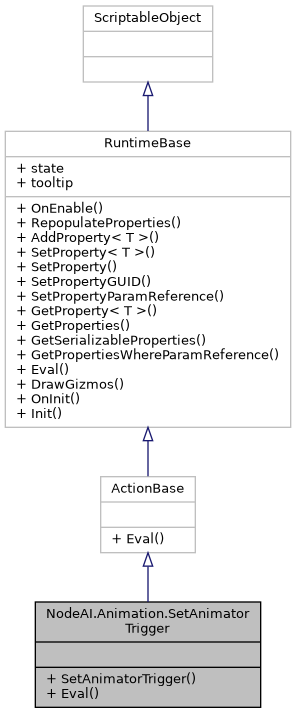 ScriptableObject
RuntimeBase
+ state
+ tooltip
+ OnEnable()
+ RepopulateProperties()
+ AddProperty< T >()
+ SetProperty< T >()
+ SetProperty()
+ SetPropertyGUID()
+ SetPropertyParamReference()
+ GetProperty< T >()
+ GetProperties()
+ GetSerializableProperties()
+ GetPropertiesWhereParamReference()
+ Eval()
+ DrawGizmos()
+ OnInit()
+ Init()
ActionBase
+ Eval()
NodeAI.Animation.SetAnimator
Trigger
+ SetAnimatorTrigger()
+ Eval()